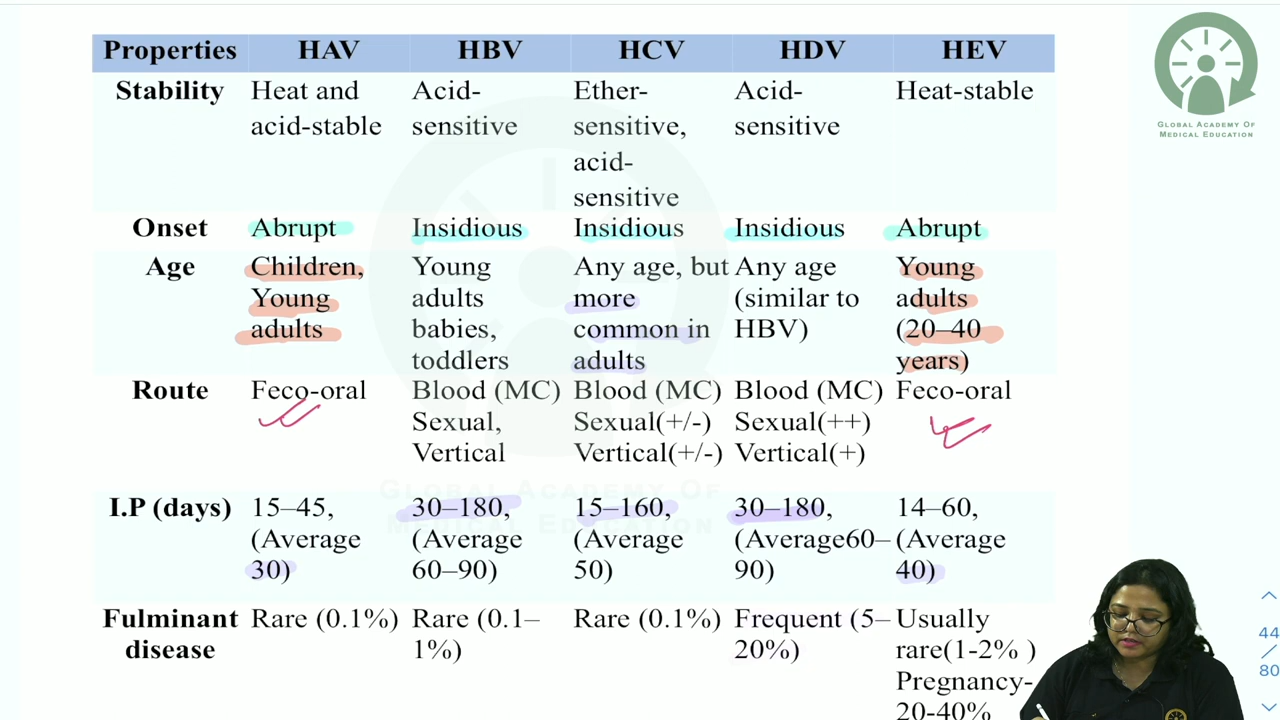 Properties HAV HBV HCV HDV HEV
Stability Heat and acid-stable Acid-sensitive Ether-sensitive, acid-sensitive Acid-sensitive Heat-stable
Onset Abrupt Insidious Insidious Insidious Abrupt
Age Children, Young adults Young adults babies, toddlers Any age, but more common in adults Any age (similar to HBV) Young adults (20–40 years)
Route Feco-oral Blood (MC) Sexual, Vertical Blood (MC) Sexual(+/-) Vertical(+/-) Blood (MC) Sexual(++) Vertical(+) Feco-oral
I.P (days) 15–45, (Average 30) 30–180, (Average 60–90) 15–160, (Average 50) 30–180, (Average60–90) 14–60, (Average 40)
Fulminant disease Rare (0.1%) Rare (0.1–1%) Rare (0.1%) Frequent (5–20%) Usually rare(1-2% ) Pregnancy-20-40%
GLOBAL ACADEMY OF
MEDICAL EDUCATION
GLOBAL ACADEMY OF
MEDICAL EDUCATION
44
/
80